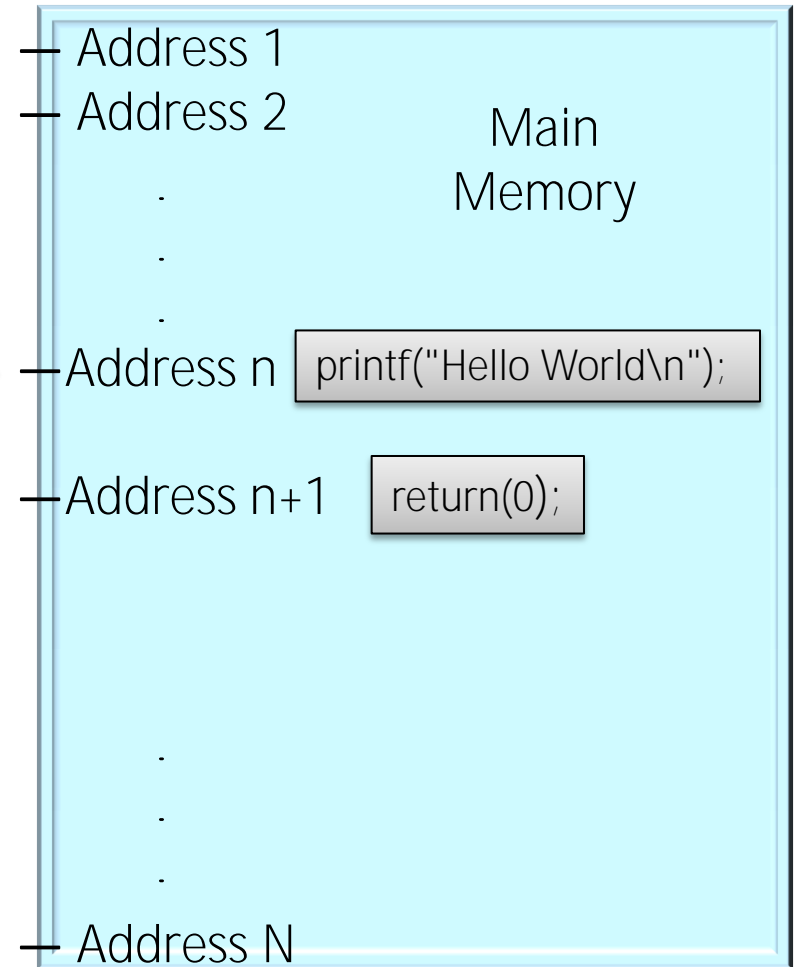 Address 1
Address 2
Main
Memory
.
.
.
Address n
printf("Hello World\n");
Address n+1
return(0);
.
.
.
Address N